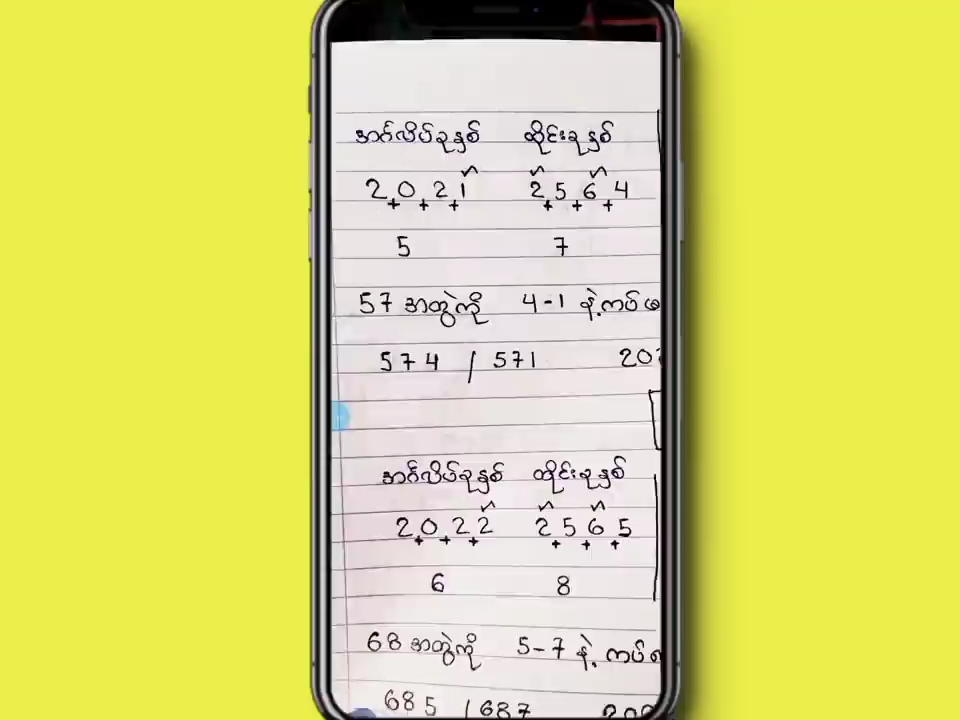 အင်္ဂလိပ်ခုနှစ် ထိုင်းခုနှစ်
2+0+2+1 2+5+6+4
5 7
57 အတွဲကို 4-1 နဲ့ ကပ်
574 / 571
အင်္ဂလိပ်ခုနှစ် ထိုင်းခုနှစ်
2+0+2+2 2+5+6+5
6 8
68 အတွဲကို 5-7 နဲ့ ကပ်
685 / 687